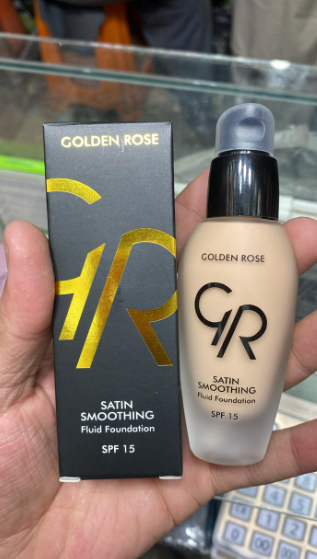 GOLDEN ROSE
GR
SATIN
SMOOTHING
Fluid Foundation
SPF 15
GOLDEN ROSE
GR
SATIN
SMOOTHING
Fluid Foundation
SPF 15